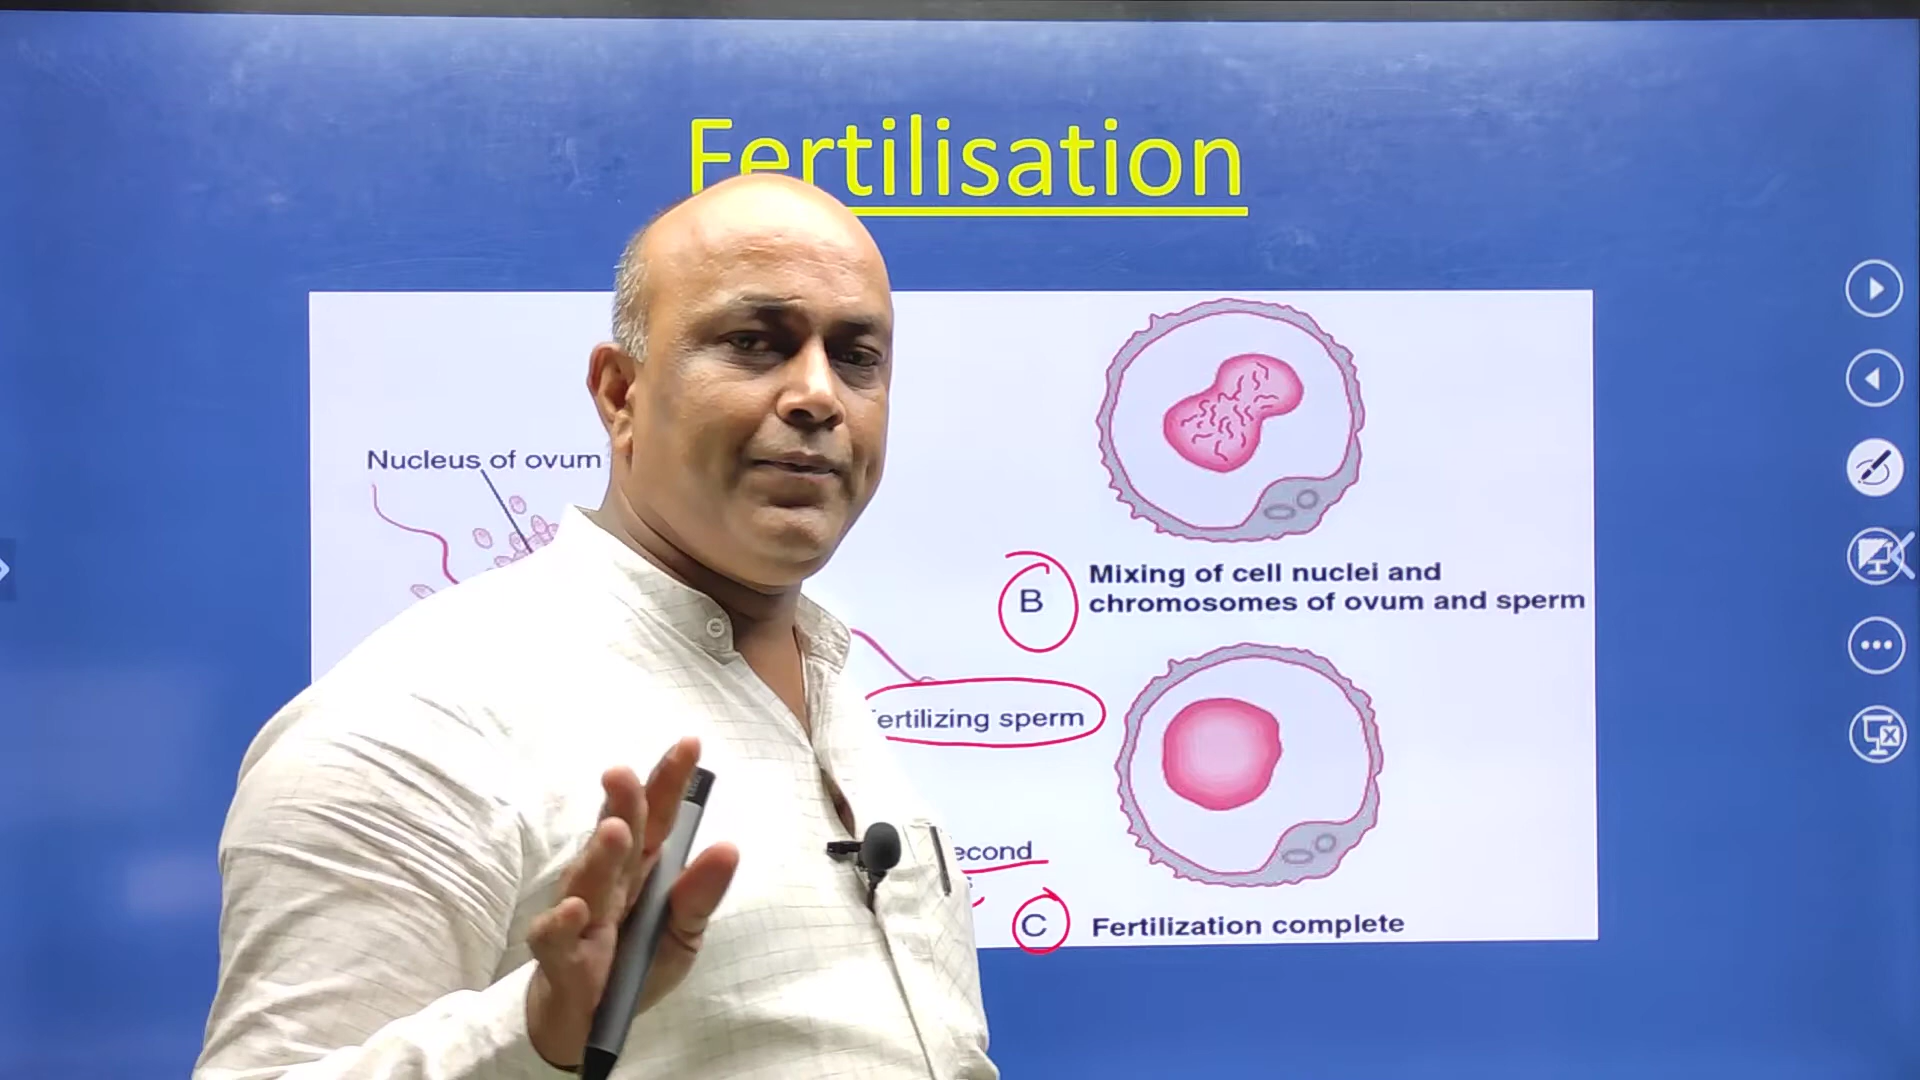 Fertilisation
Nucleus of ovum
B
Mixing of cell nuclei and
chromosomes of ovum and sperm
ertilizing sperm
econd
C
Fertilization complete